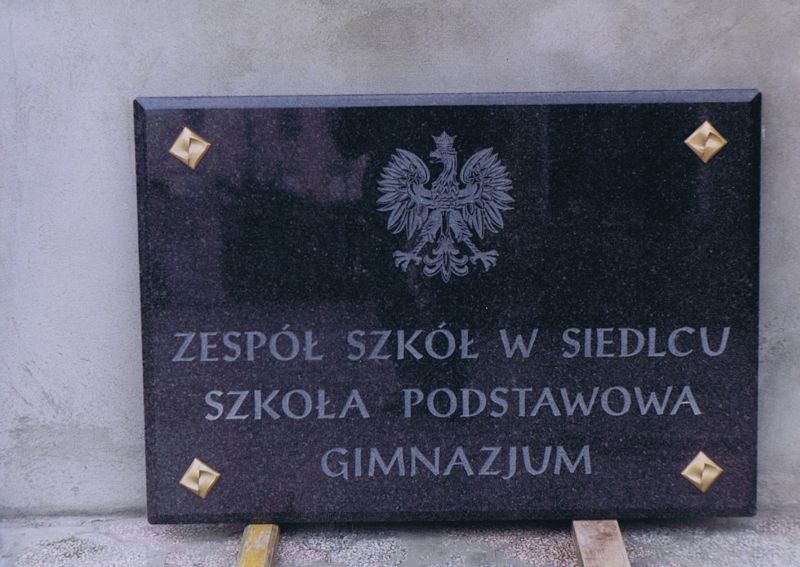 ZESPÓŁ SZKÓŁ W SIEDLCU
SZKOŁA PODSTAWOWA
GIMNAZJUM